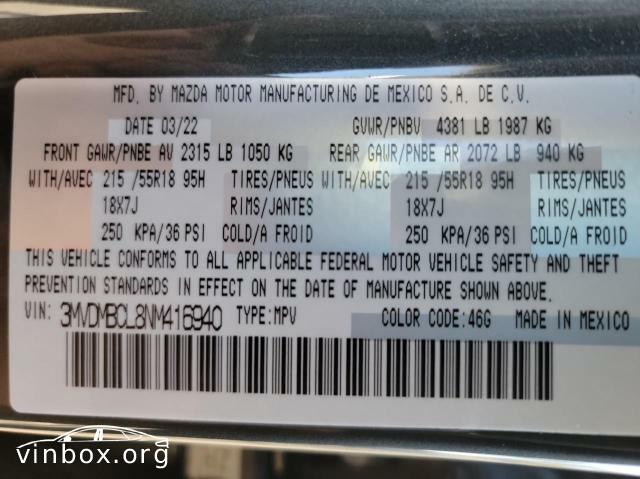 MFD. BY MAZDA MOTOR MANUFACTURING DE MEXICO S.A. DE C.V.
DATE 03/22 GVWR/PNBV 4381 LB 1987 KG
FRONT GAWR/PNBE AV 2315 LB 1050 KG REAR GAWR/PNBE AR 2072 LB 940 KG
WITH/AVEC 215 /55R18 95H TIRES/PNEUS WITH/AVEC 215 /55R18 95H TIRES/PNEUS
18X7J RIMS/JANTES 18X7J RIMS/JANTES
250 KPA/36 PSI COLD/A FROID 250 KPA/36 PSI COLD/A FROID
THIS VEHICLE CONFORMS TO ALL APPLICABLE FEDERAL MOTOR VEHICLE SAFETY AND THEFT
PREVENTION STANDARDS IN EFFECT ON THE DATE OF MANUFACTURE SHOWN ABOVE.
VIN: 3MVDMBCL8NM416940 TYPE:MPV COLOR CODE:46G MADE IN MEXICO
vinbox.org